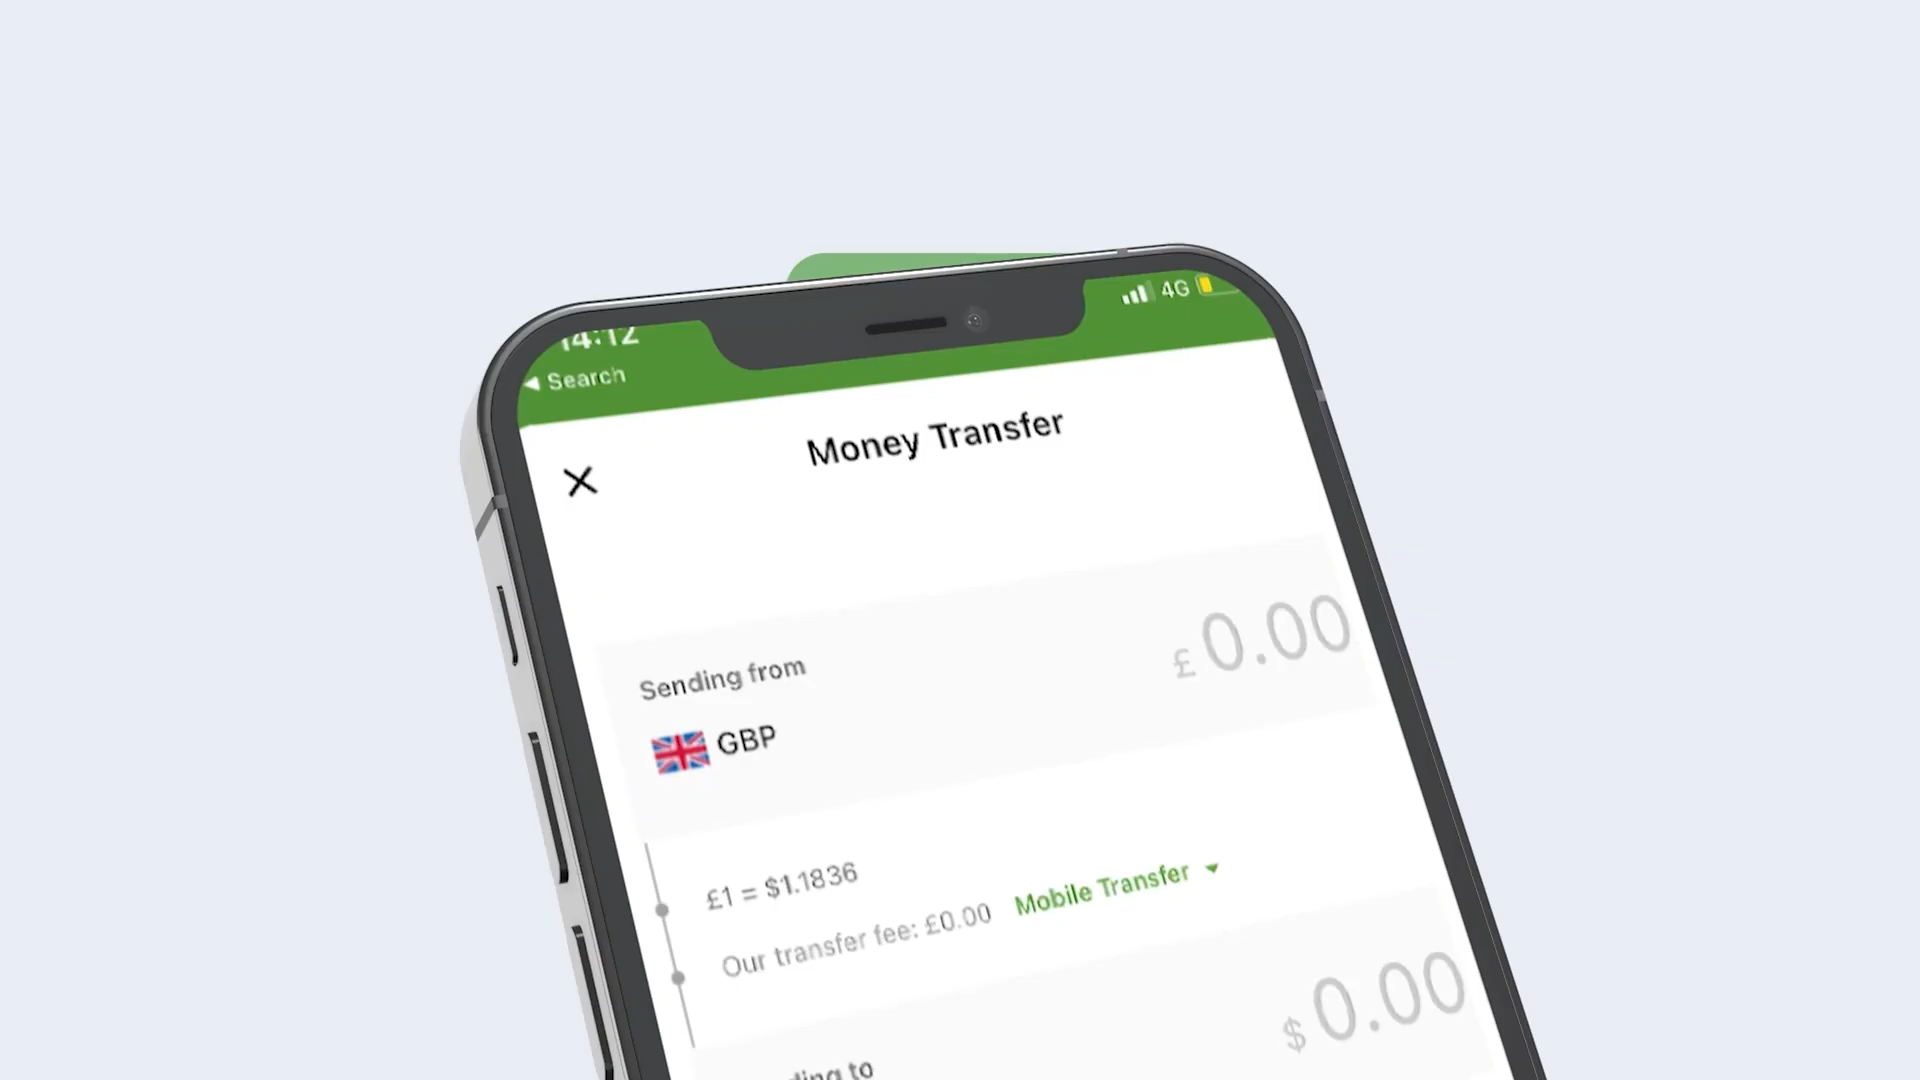 14:12
4G
◀ Search
Money Transfer
£0.00
Sending from
GBP
£1 = $1.1836
Our transfer fee: £0.00 Mobile Transfer
$0.00
to